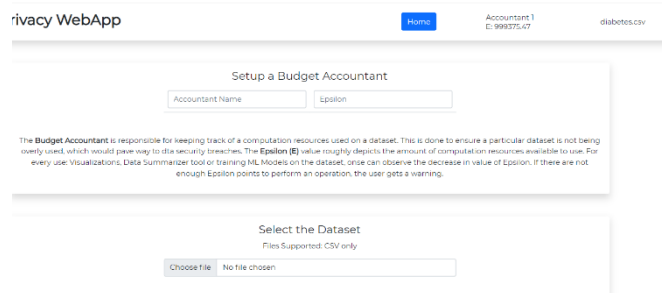 rivacy WebApp
Home
Accountant 1
E: 999375.47
diabetes.csv
Setup a Budget Accountant
Accountant Name
Epsilon
The Budget Accountant is responsible for keeping track of a computation resources used on a dataset. This is done to ensure a particular dataset is not being
overly used, which would pave way to dta security breaches. The Epsilon (E) value roughly depicts the amount of computation resources available to use. For
every use: Visualizations, Data Summarizer tool or training ML Models on the dataset, onse can observe the decrease in value of Epsilon. If there are not
enough Epsilon points to perform an operation, the user gets a warning.
Select the Dataset
Files Supported: CSV only
Choose file No file chosen